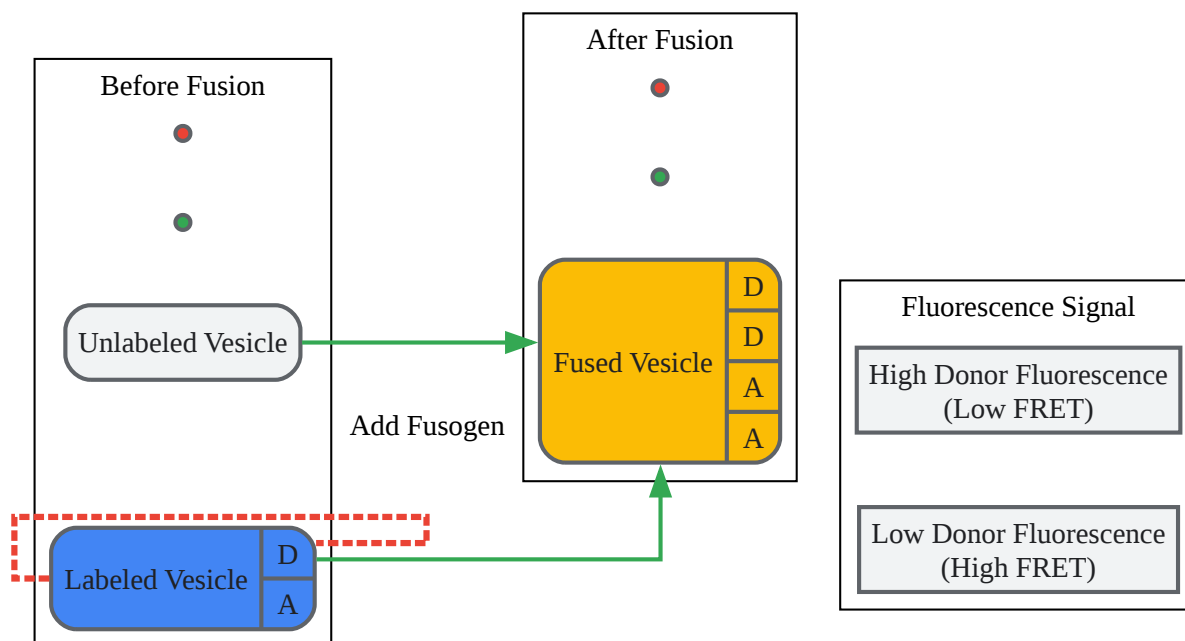 Before Fusion
Unlabeled Vesicle
Labeled Vesicle
D
A
Add Fusogen
After Fusion
Fused Vesicle
D
D
A
A
Fluorescence Signal
High Donor Fluorescence
(Low FRET)
Low Donor Fluorescence
(High FRET)